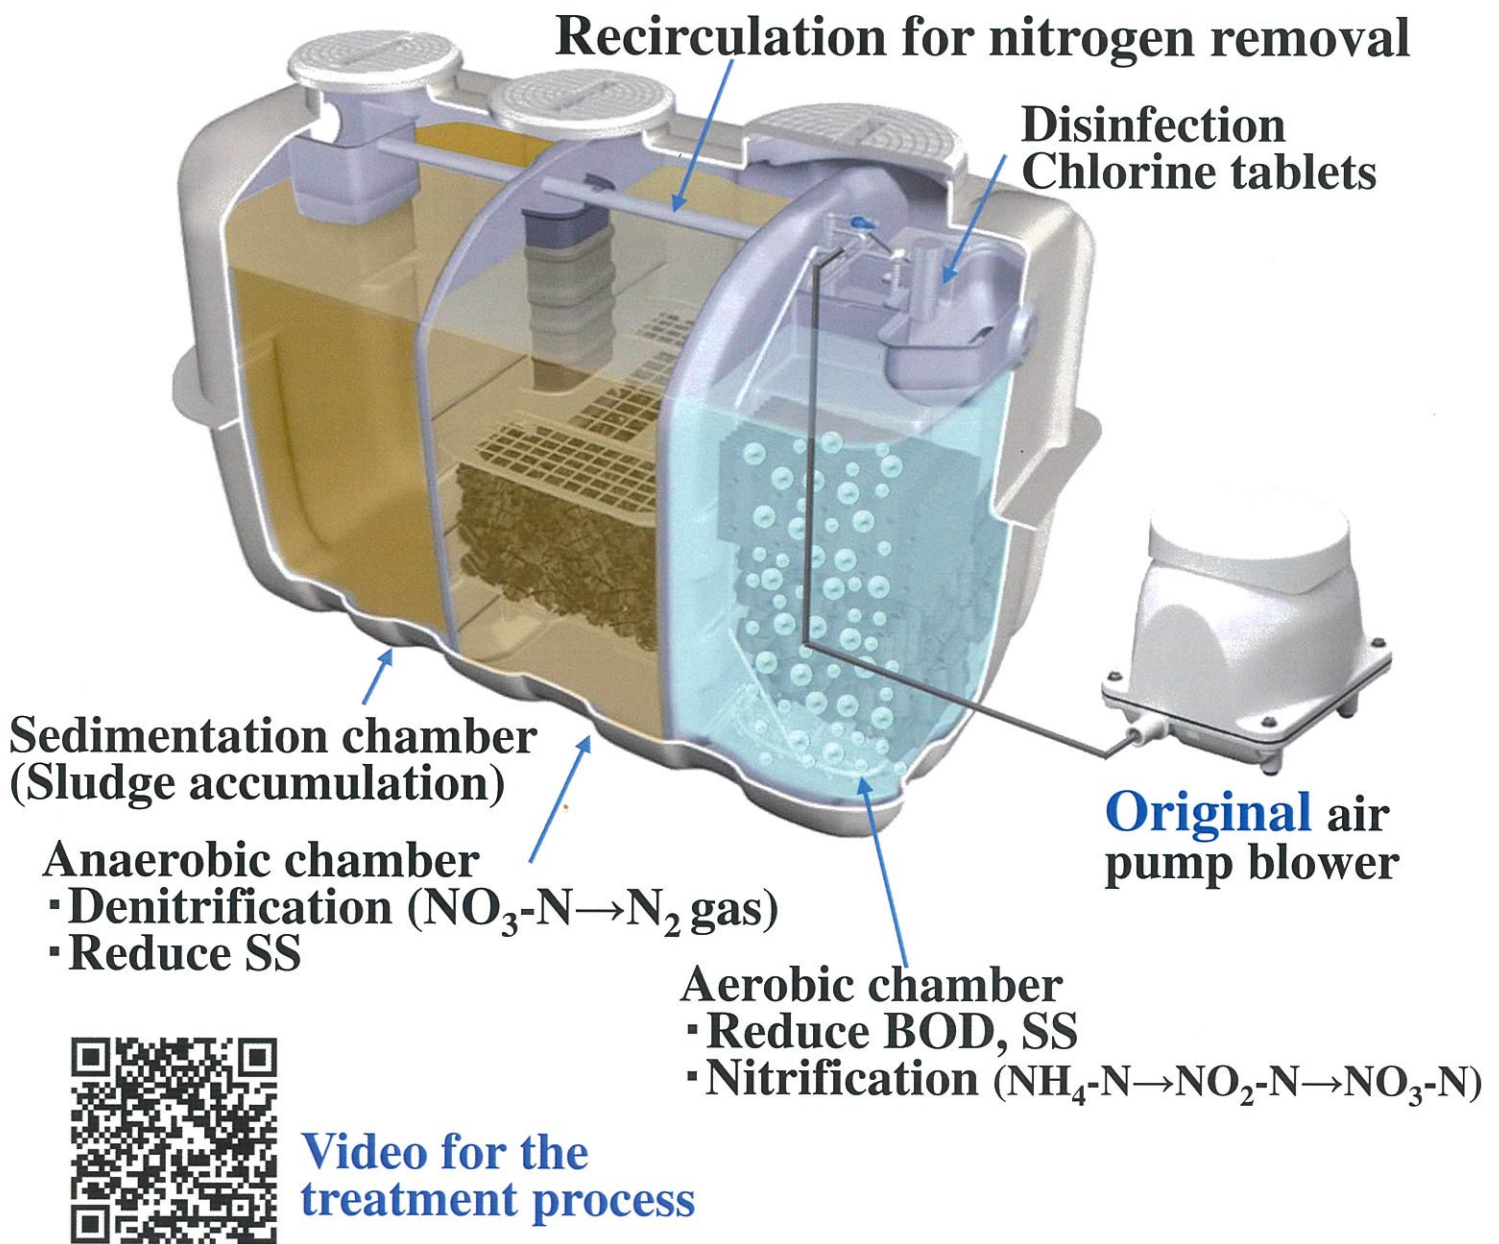 Recirculation for nitrogen removal
Disinfection
Chlorine tablets
Sedimentation chamber
(Sludge accumulation)
Original air
pump blower
Anaerobic chamber
･Denitrification (NO₃-N→N₂ gas)
･Reduce SS
Aerobic chamber
･Reduce BOD, SS
･Nitrification (NH₄-N→NO₂-N→NO₃-N)
Video for the
treatment process